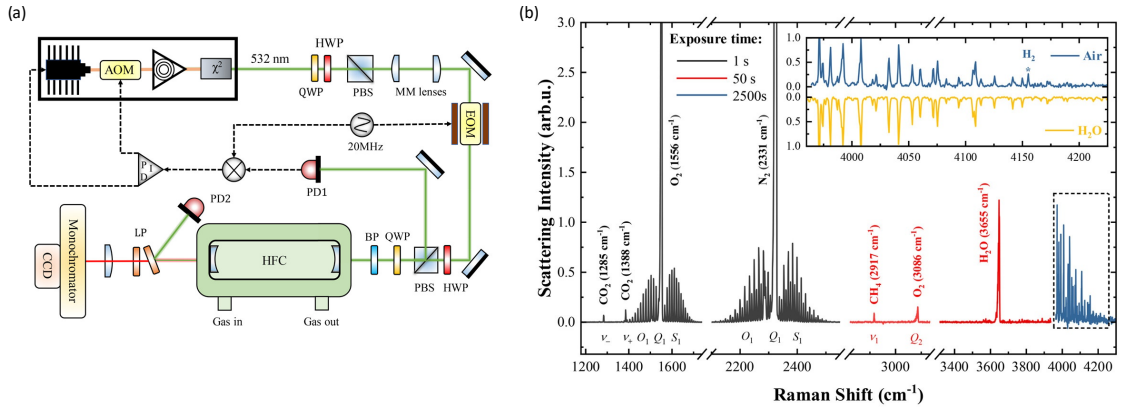 (a)
AOM
χ²
532 nm
HWP
QWP
PBS
MM lenses
EOM
20MHz
P
I
D
PD1
PD2
LP
Monochromator
CCD
HFC
BP
QWP
PBS
HWP
Gas in
Gas out
(b)
Scattering Intensity (arb.u.)
3.0
2.5
2.0
1.5
1.0
0.5
0.0
Exposure time:
1 s
50 s
2500s
CO₂ (1285 cm⁻¹)
CO₂ (1388 cm⁻¹)
O₂ (1556 cm⁻¹)
N₂ (2331 cm⁻¹)
CH₄ (2917 cm⁻¹)
O₂ (3086 cm⁻¹)
H₂O (3655 cm⁻¹)
ν₋
ν₊
O₁
Q₁
S₁
O₁
Q₁
S₁
ν₁
Q₂
1.0
0.5
0.0
0.0
0.5
1.0
H₂
*
Air
H₂O
4000
4050
4100
4150
4200
1200
1400
1600
2200
2400
3000
3400
3600
3800
4000
4200
Raman Shift (cm⁻¹)